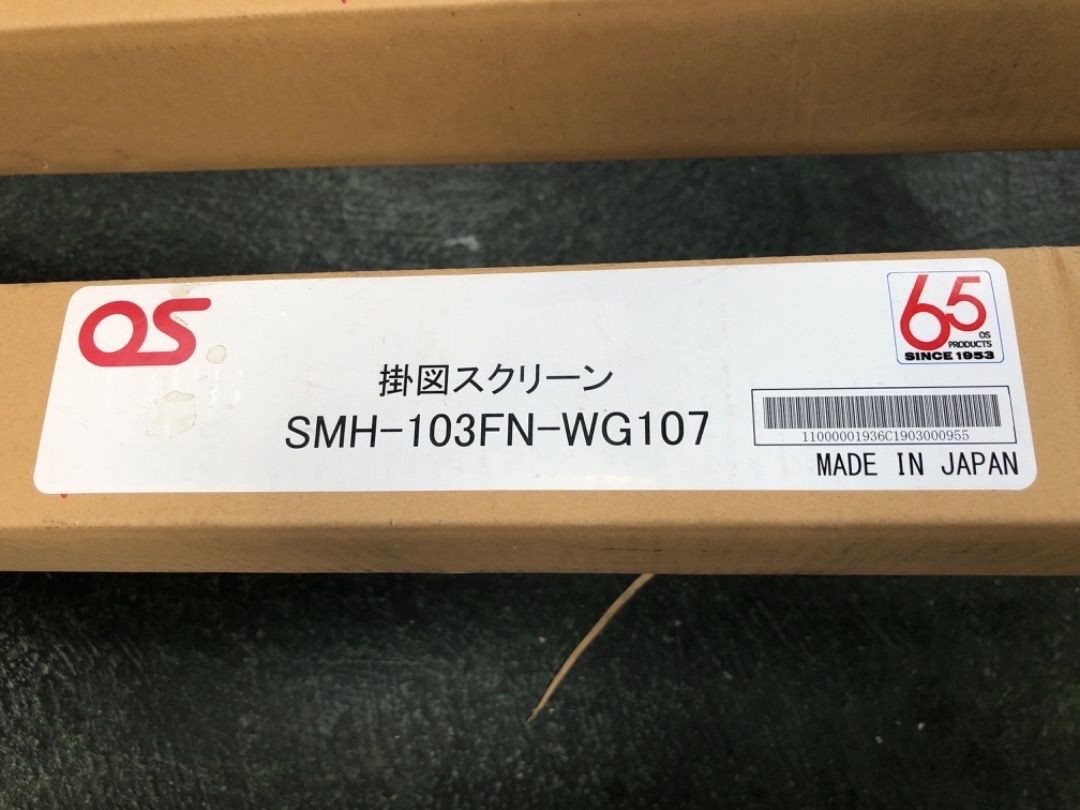 OS
65
OS
PRODUCTS
SINCE 1953
掛図スクリーン
SMH-103FN-WG107
11000001936C1903000955
MADE IN JAPAN